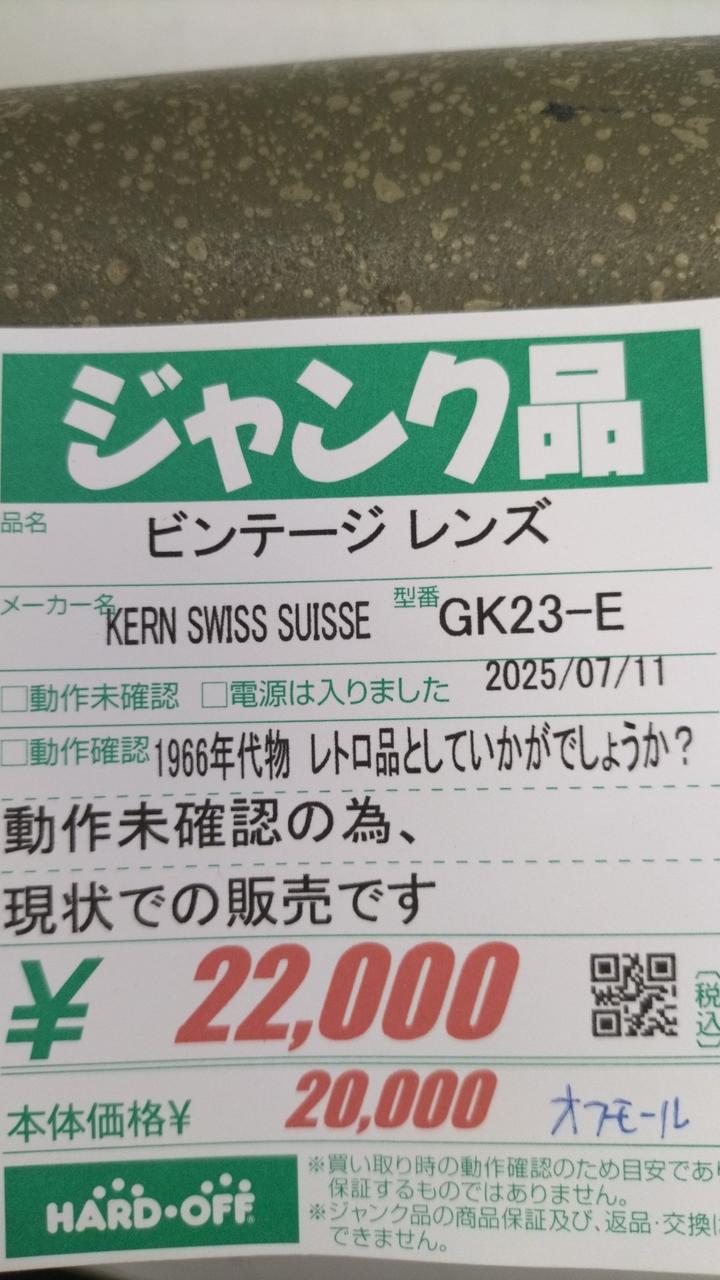 ジャンク品
品名 ビンテージ レンズ
メーカー名 KERN SWISS SUISSE 型番 GK23-E
□動作未確認 □電源は入りました 2025/07/11
□動作確認 1966年代物 レトロ品としていかがでしょうか?
動作未確認の為、
現状での販売です
¥ 22,000 〔税込〕
本体価格¥ 20,000 オフモール
HARD・OFF®
※買い取り時の動作確認のため目安であり
保証するものではありません。
※ジャンク品の商品保証及び、返品・交換は
できません。